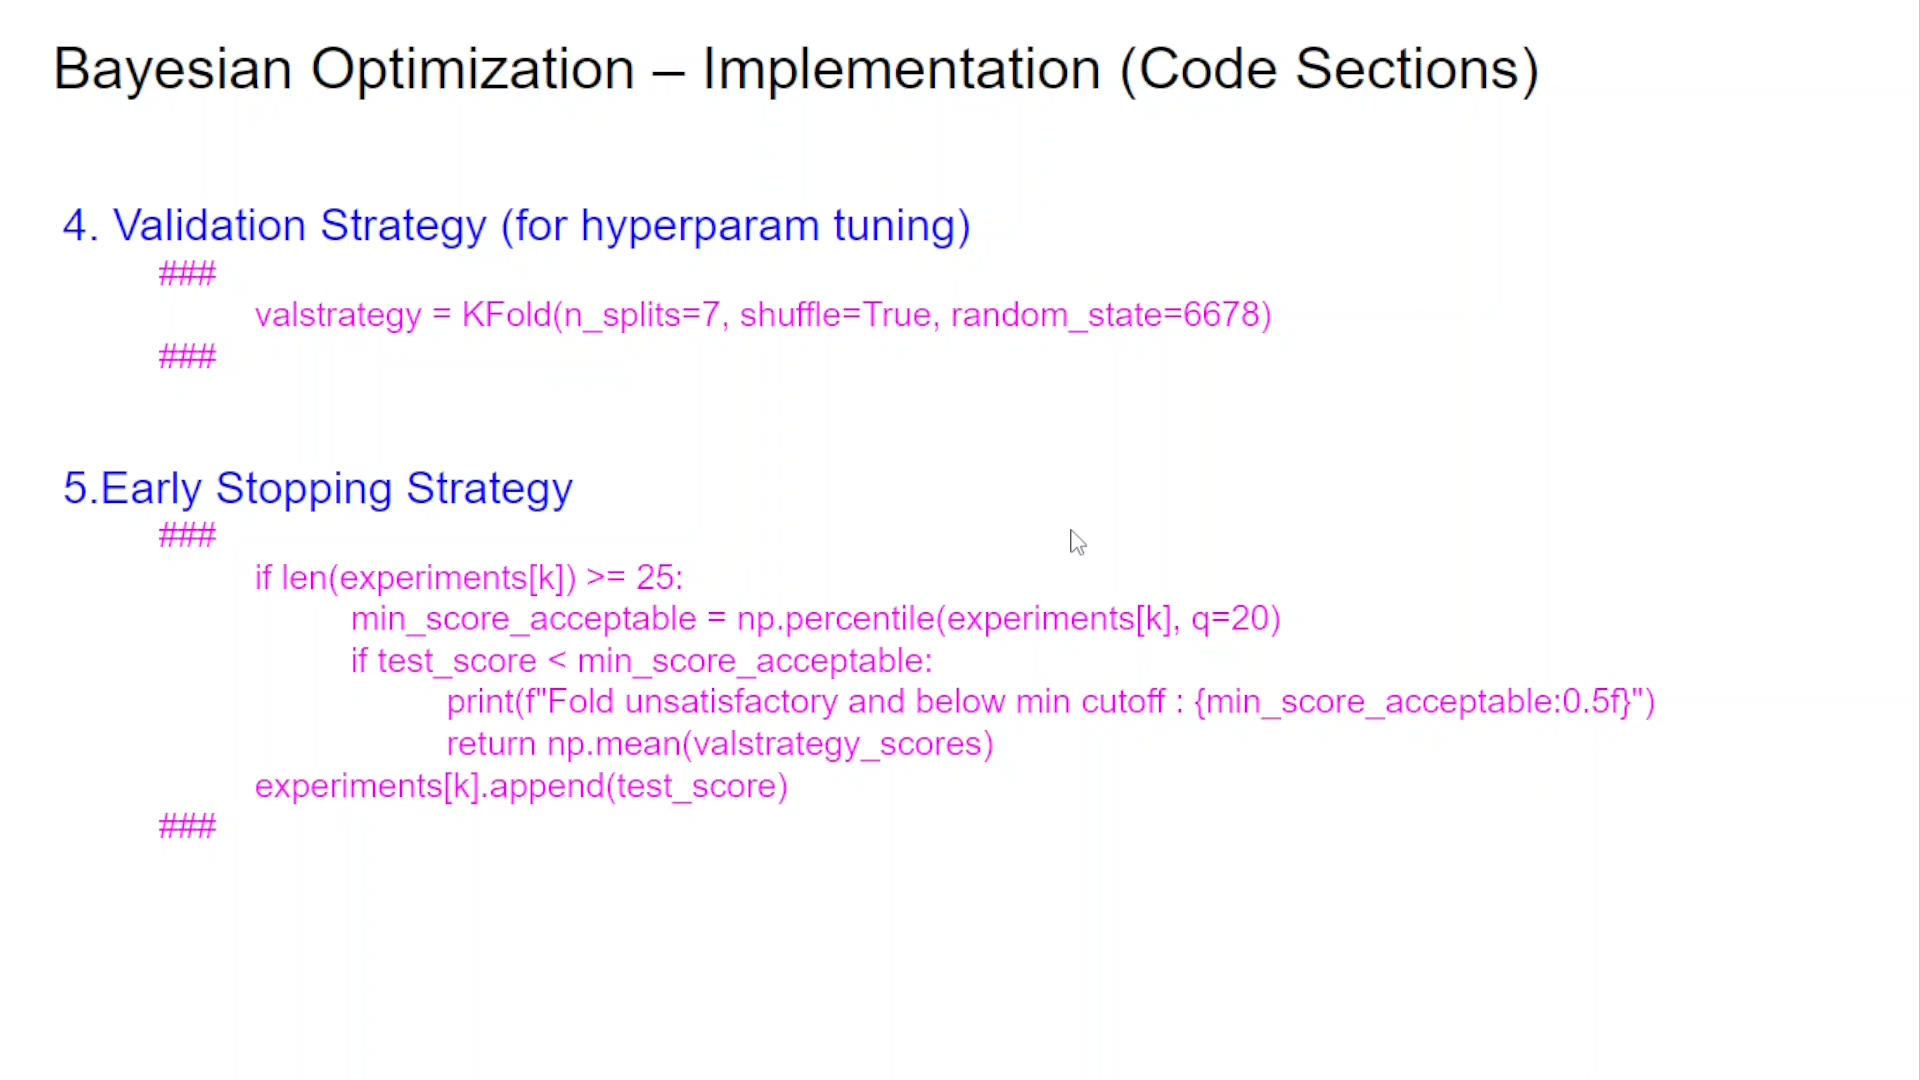 Bayesian Optimization – Implementation (Code Sections)
4. Validation Strategy (for hyperparam tuning)
###
valstrategy = KFold(n_splits=7, shuffle=True, random_state=6678)
###
5.Early Stopping Strategy
###
if len(experiments[k]) >= 25:
min_score_acceptable = np.percentile(experiments[k], q=20)
if test_score < min_score_acceptable:
print(f"Fold unsatisfactory and below min cutoff : {min_score_acceptable:0.5f}")
return np.mean(valstrategy_scores)
experiments[k].append(test_score)
###